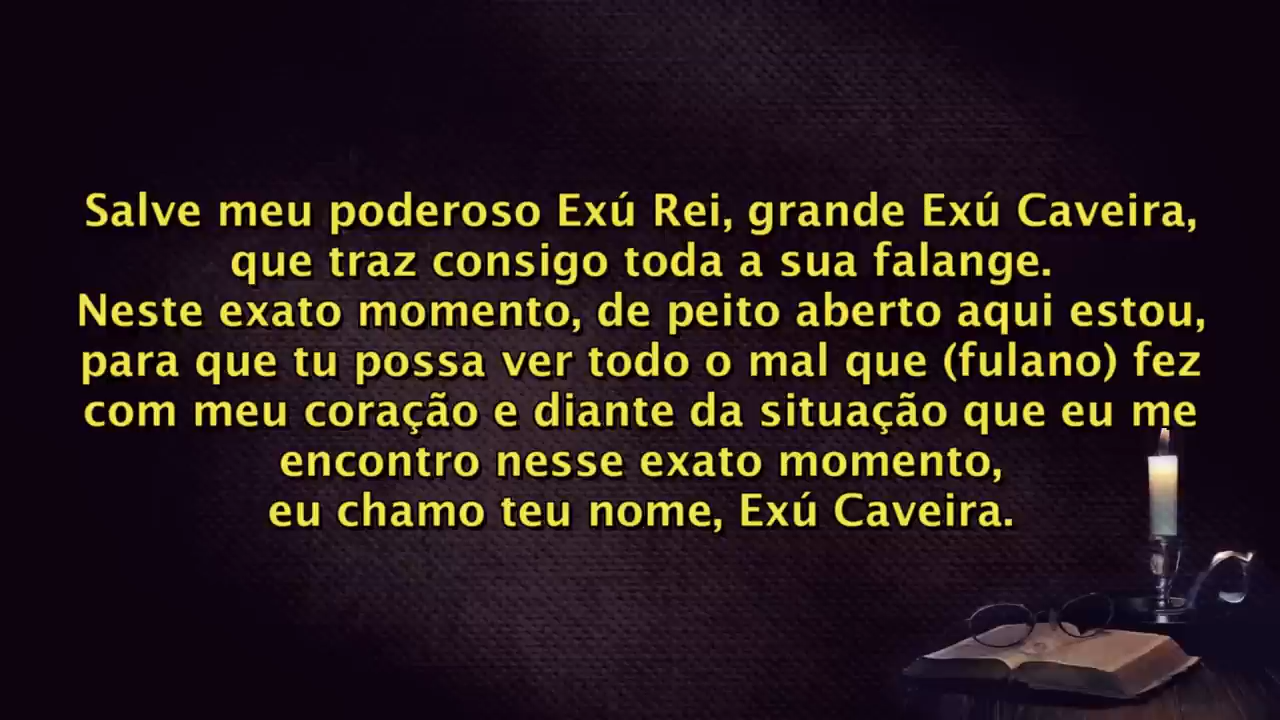 Salve meu poderoso Exú Rei, grande Exú Caveira,
que traz consigo toda a sua falange.
Neste exato momento, de peito aberto aqui estou,
para que tu possa ver todo o mal que (fulano) fez
com meu coração e diante da situação que eu me
encontro nesse exato momento,
eu chamo teu nome, Exú Caveira.